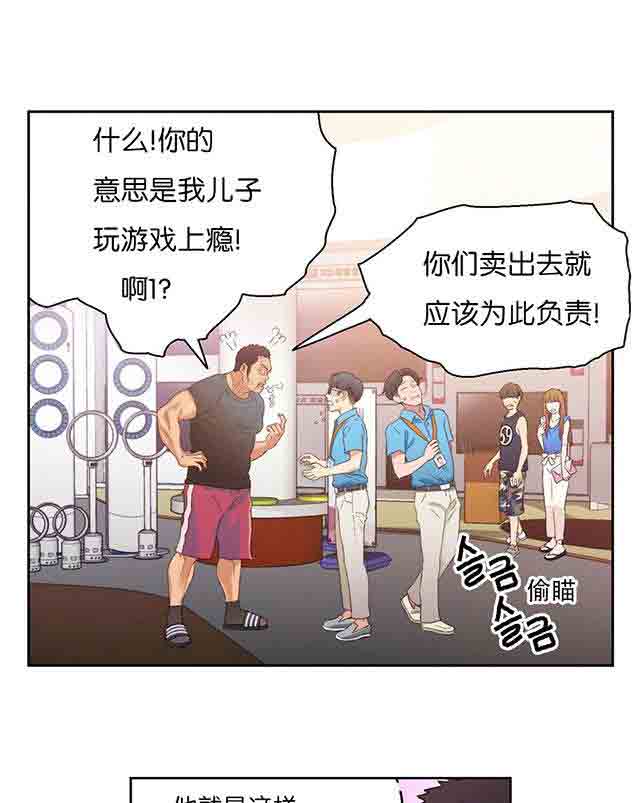 什么!你的
意思是我儿子
玩游戏上瘾!
啊1?
你们卖出去就
应该为此负责!
슬금
偷瞄
슬금